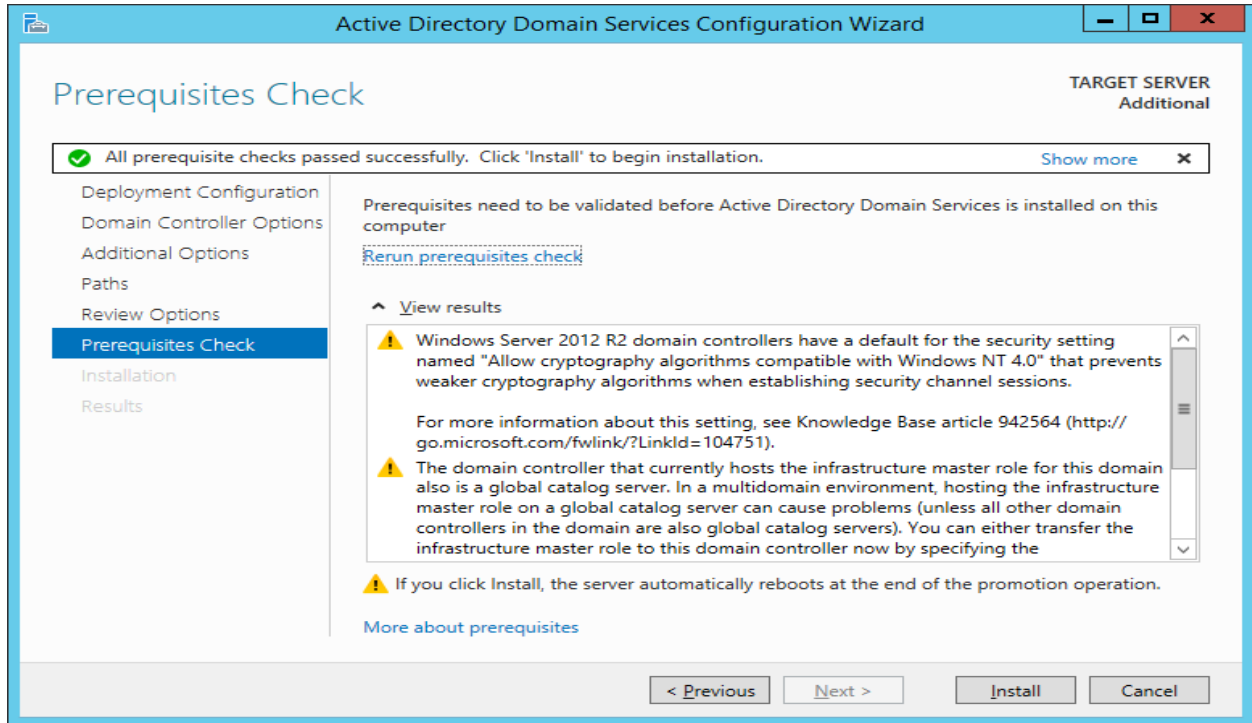 Active Directory Domain Services Configuration Wizard
Prerequisites Check
TARGET SERVER
Additional
All prerequisite checks passed successfully.  Click 'Install' to begin installation.
Show more
Deployment Configuration
Domain Controller Options
Additional Options
Paths
Review Options
Prerequisites Check
Installation
Results
Prerequisites need to be validated before Active Directory Domain Services is installed on this
computer
Rerun prerequisites check
View results
Windows Server 2012 R2 domain controllers have a default for the security setting
named "Allow cryptography algorithms compatible with Windows NT 4.0" that prevents
weaker cryptography algorithms when establishing security channel sessions.
For more information about this setting, see Knowledge Base article 942564 (http://
go.microsoft.com/fwlink/?LinkId=104751).
The domain controller that currently hosts the infrastructure master role for this domain
also is a global catalog server. In a multidomain environment, hosting the infrastructure
master role on a global catalog server can cause problems (unless all other domain
controllers in the domain are also global catalog servers). You can either transfer the
infrastructure master role to this domain controller now by specifying the
If you click Install, the server automatically reboots at the end of the promotion operation.
More about prerequisites
< Previous
Next >
Install
Cancel